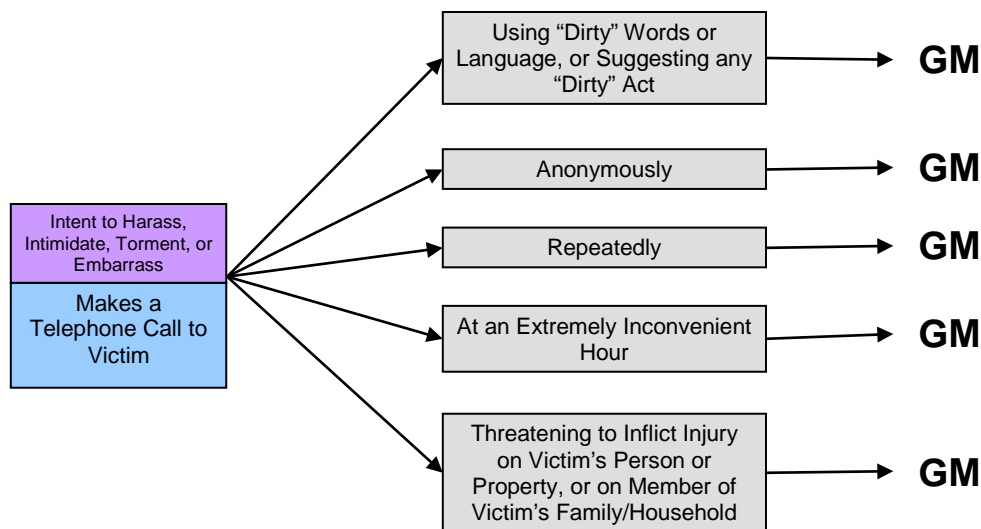 Using “Dirty” Words or
Language, or Suggesting any
“Dirty” Act
GM
Anonymously
GM
Intent to Harass,
Intimidate, Torment, or
Embarrass
Makes a
Telephone Call to
Victim
Repeatedly
GM
At an Extremely Inconvenient
Hour
GM
Threatening to Inflict Injury
on Victim’s Person or
Property, or on Member of
Victim’s Family/Household
GM